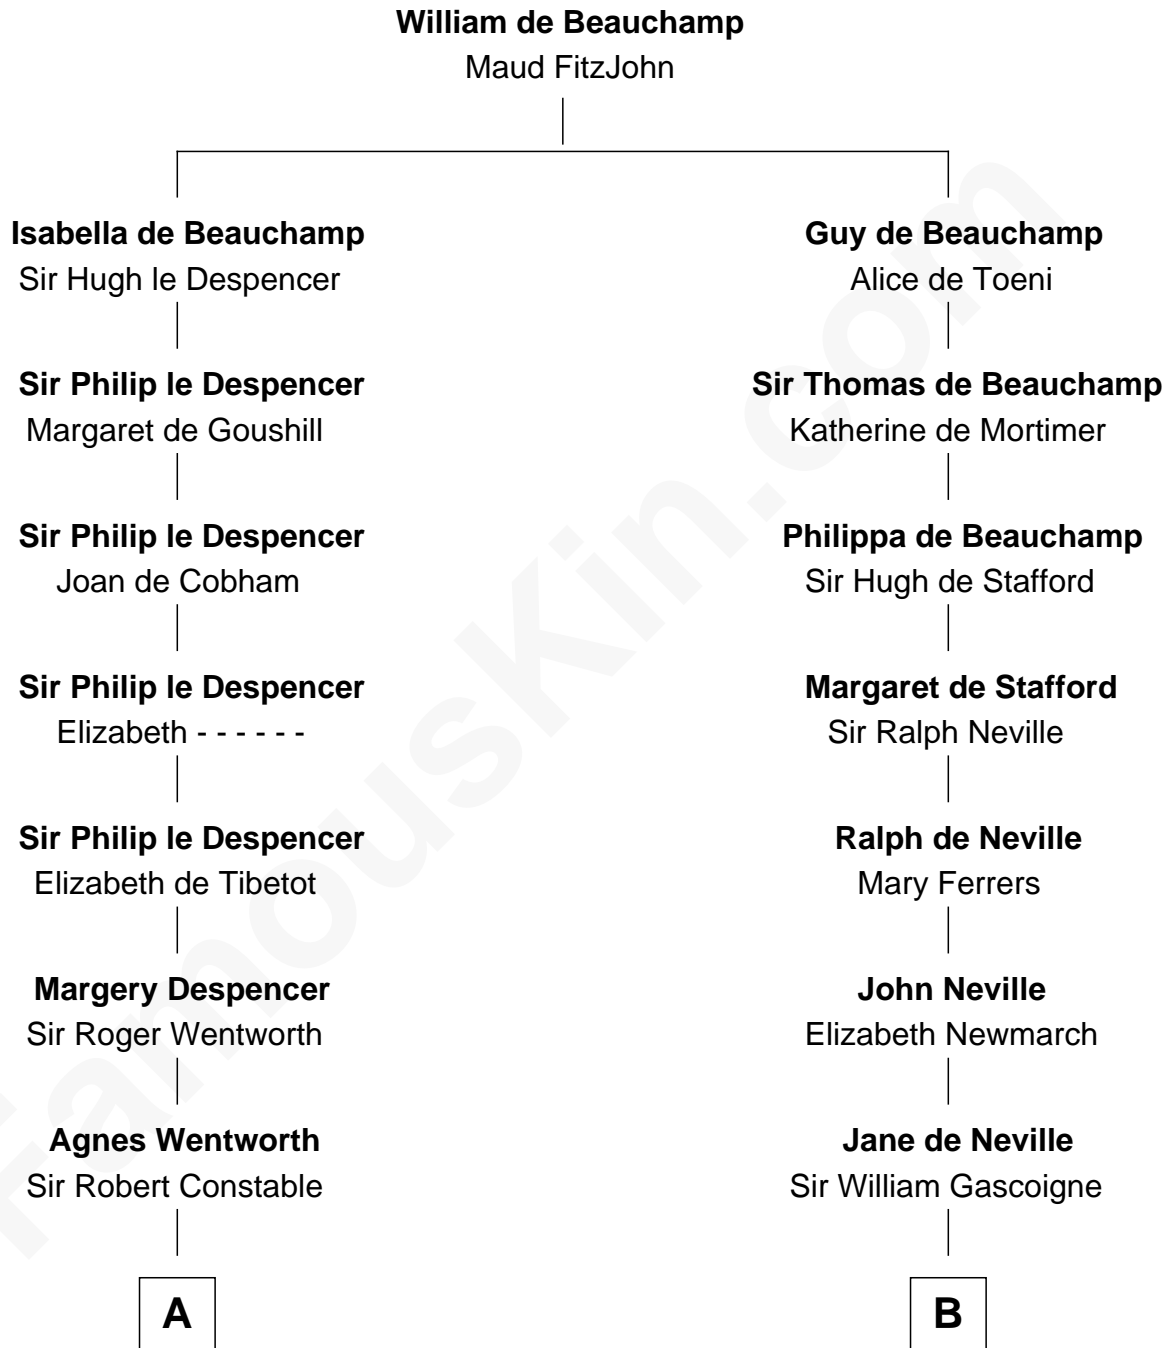 William de Beauchamp
Maud FitzJohn
Isabella de Beauchamp
Sir Hugh le Despencer
Guy de Beauchamp
Alice de Toeni
Sir Philip le Despencer
Margaret de Goushill
Sir Thomas de Beauchamp
Katherine de Mortimer
Sir Philip le Despencer
Joan de Cobham
Philippa de Beauchamp
Sir Hugh de Stafford
Sir Philip le Despencer
Elizabeth - - - - - -
Margaret de Stafford
Sir Ralph Neville
Sir Philip le Despencer
Elizabeth de Tibetot
Ralph de Neville
Mary Ferrers
Margery Despencer
Sir Roger Wentworth
John Neville
Elizabeth Newmarch
Agnes Wentworth
Sir Robert Constable
Jane de Neville
Sir William Gascoigne
A
B
FamousKin.com